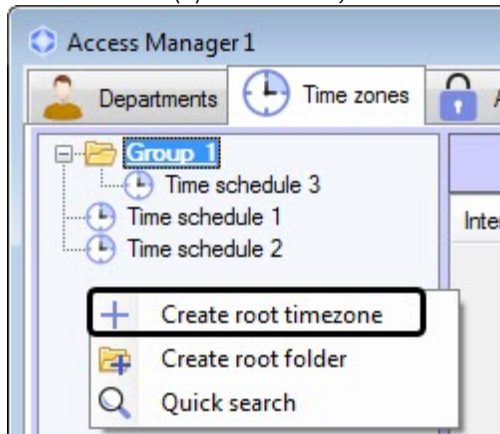 Access Manager 1
Departments
Time zones
Group 1
Time schedule 3
Time schedule 1
Time schedule 2
Create root timezone
Create root folder
Quick search